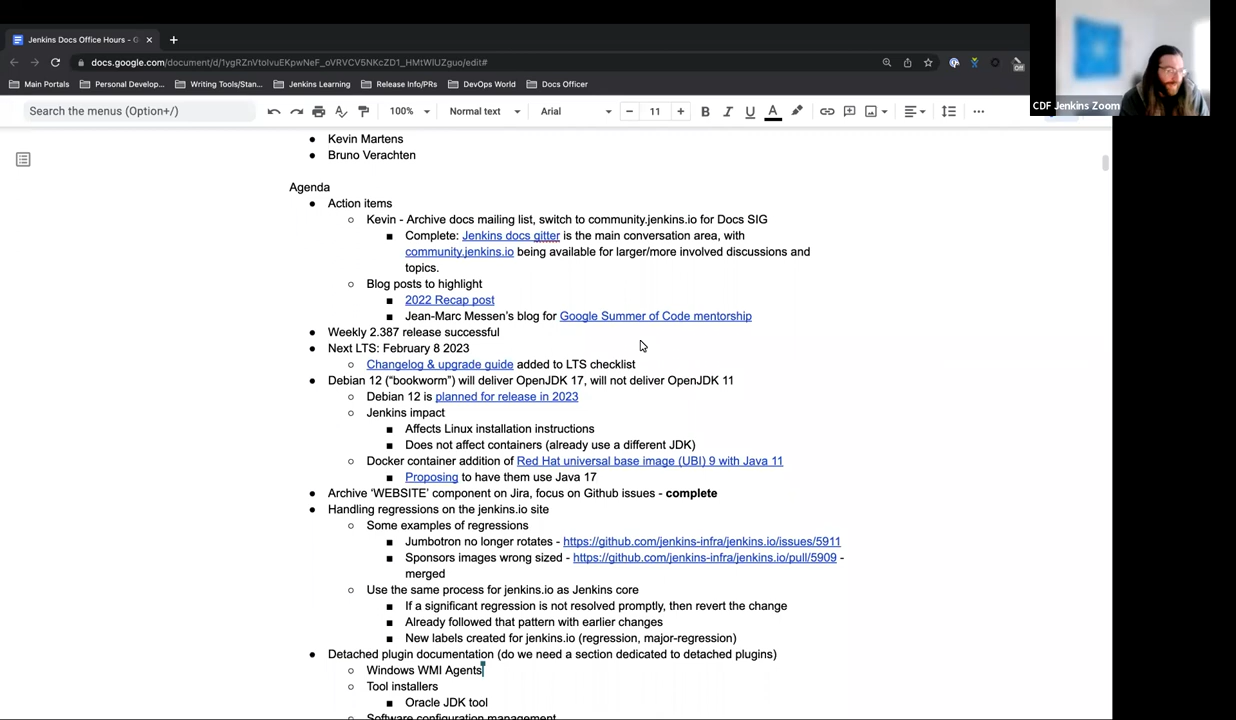 Jenkins Docs Office Hours - G
docs.google.com/document/d/1ygRZnVtolvuEKpwNeF_oVRVCV5NKcZD1_HMtWlUZguo/edit#
Main Portals Personal Develop... Writing Tools/Stan... Jenkins Learning Release Info/PRs DevOps World Docs Officer
Off
CDF Jenkins Zoom
Search the menus (Option+/) 100% Normal text Arial 11 B I U A
Kevin Martens
Bruno Verachten
Agenda
Action items
Kevin - Archive docs mailing list, switch to community.jenkins.io for Docs SIG
Complete: Jenkins docs gitter is the main conversation area, with
community.jenkins.io being available for larger/more involved discussions and
topics.
Blog posts to highlight
2022 Recap post
Jean-Marc Messen's blog for Google Summer of Code mentorship
Weekly 2.387 release successful
Next LTS: February 8 2023
Changelog & upgrade guide added to LTS checklist
Debian 12 ("bookworm") will deliver OpenJDK 17, will not deliver OpenJDK 11
Debian 12 is planned for release in 2023
Jenkins impact
Affects Linux installation instructions
Does not affect containers (already use a different JDK)
Docker container addition of Red Hat universal base image (UBI) 9 with Java 11
Proposing to have them use Java 17
Archive 'WEBSITE' component on Jira, focus on Github issues - complete
Handling regressions on the jenkins.io site
Some examples of regressions
Jumbotron no longer rotates - https://github.com/jenkins-infra/jenkins.io/issues/5911
Sponsors images wrong sized - https://github.com/jenkins-infra/jenkins.io/pull/5909 -
merged
Use the same process for jenkins.io as Jenkins core
If a significant regression is not resolved promptly, then revert the change
Already followed that pattern with earlier changes
New labels created for jenkins.io (regression, major-regression)
Detached plugin documentation (do we need a section dedicated to detached plugins)
Windows WMI Agents
Tool installers
Oracle JDK tool
Software configuration management